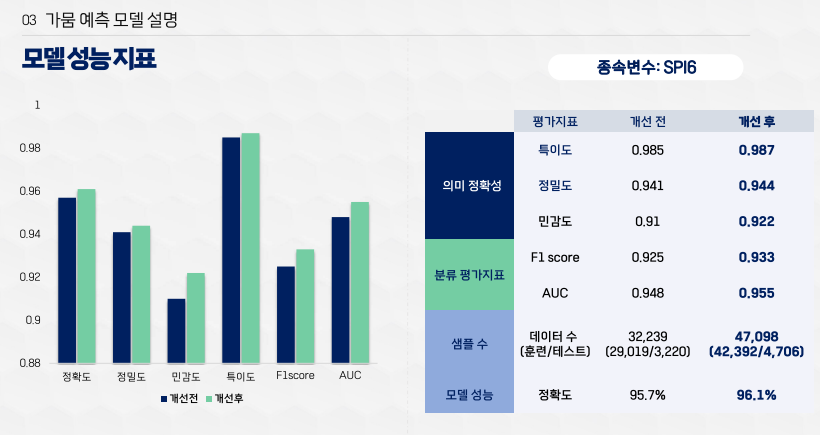 03 가뭄 예측 모델 설명
모델성능지표
종속변수: SPI6
1
0.98
0.96
0.94
0.92
0.9
0.88
정확도 정밀도 민감도 특이도 F1score AUC
개선전 개선후
평가지표 개선 전 개선 후
의미 정확성
특이도 0.985 0.987
정밀도 0.941 0.944
민감도 0.91 0.922
분류 평가지표
F1 score 0.925 0.933
AUC 0.948 0.955
샘플 수
데이터 수 32,239 47,098
(훈련/테스트) (29,019/3,220) (42,392/4,706)
모델 성능 정확도 95.7% 96.1%